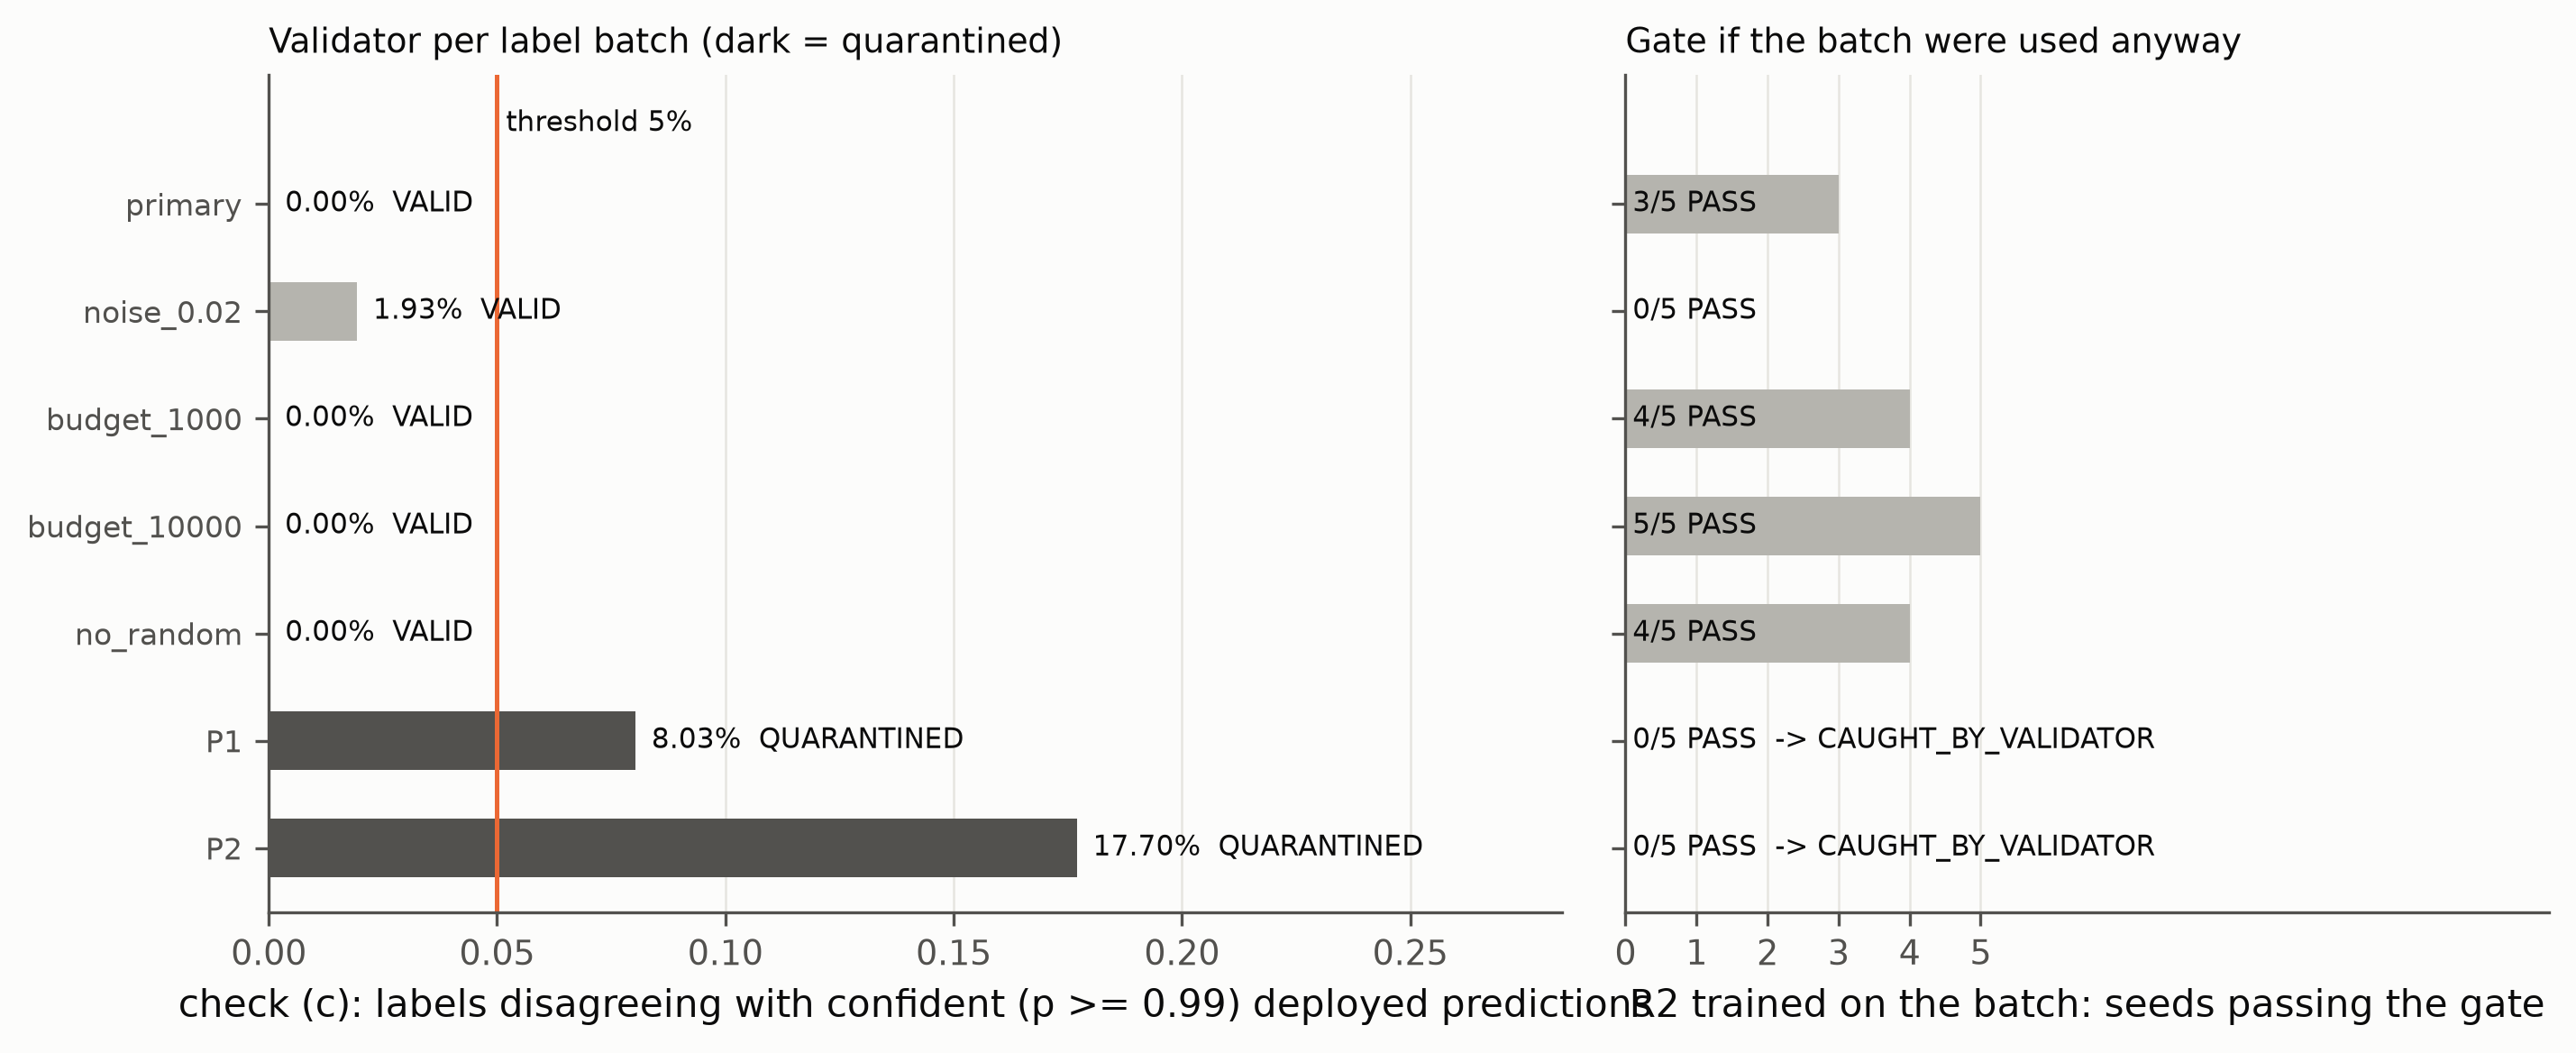 Validator per label batch (dark = quarantined)
threshold 5%
primary
0.00% VALID
noise_0.02
1.93% VALID
budget_1000
0.00% VALID
budget_10000
0.00% VALID
no_random
0.00% VALID
P1
8.03% QUARANTINED
P2
17.70% QUARANTINED
0.00 0.05 0.10 0.15 0.20 0.25
check (c): labels disagreeing with confident (p >= 0.99) deployed predictions
Gate if the batch were used anyway
3/5 PASS
0/5 PASS
4/5 PASS
5/5 PASS
4/5 PASS
0/5 PASS -> CAUGHT_BY_VALIDATOR
0/5 PASS -> CAUGHT_BY_VALIDATOR
0 1 2 3 4 5
R2 trained on the batch: seeds passing the gate